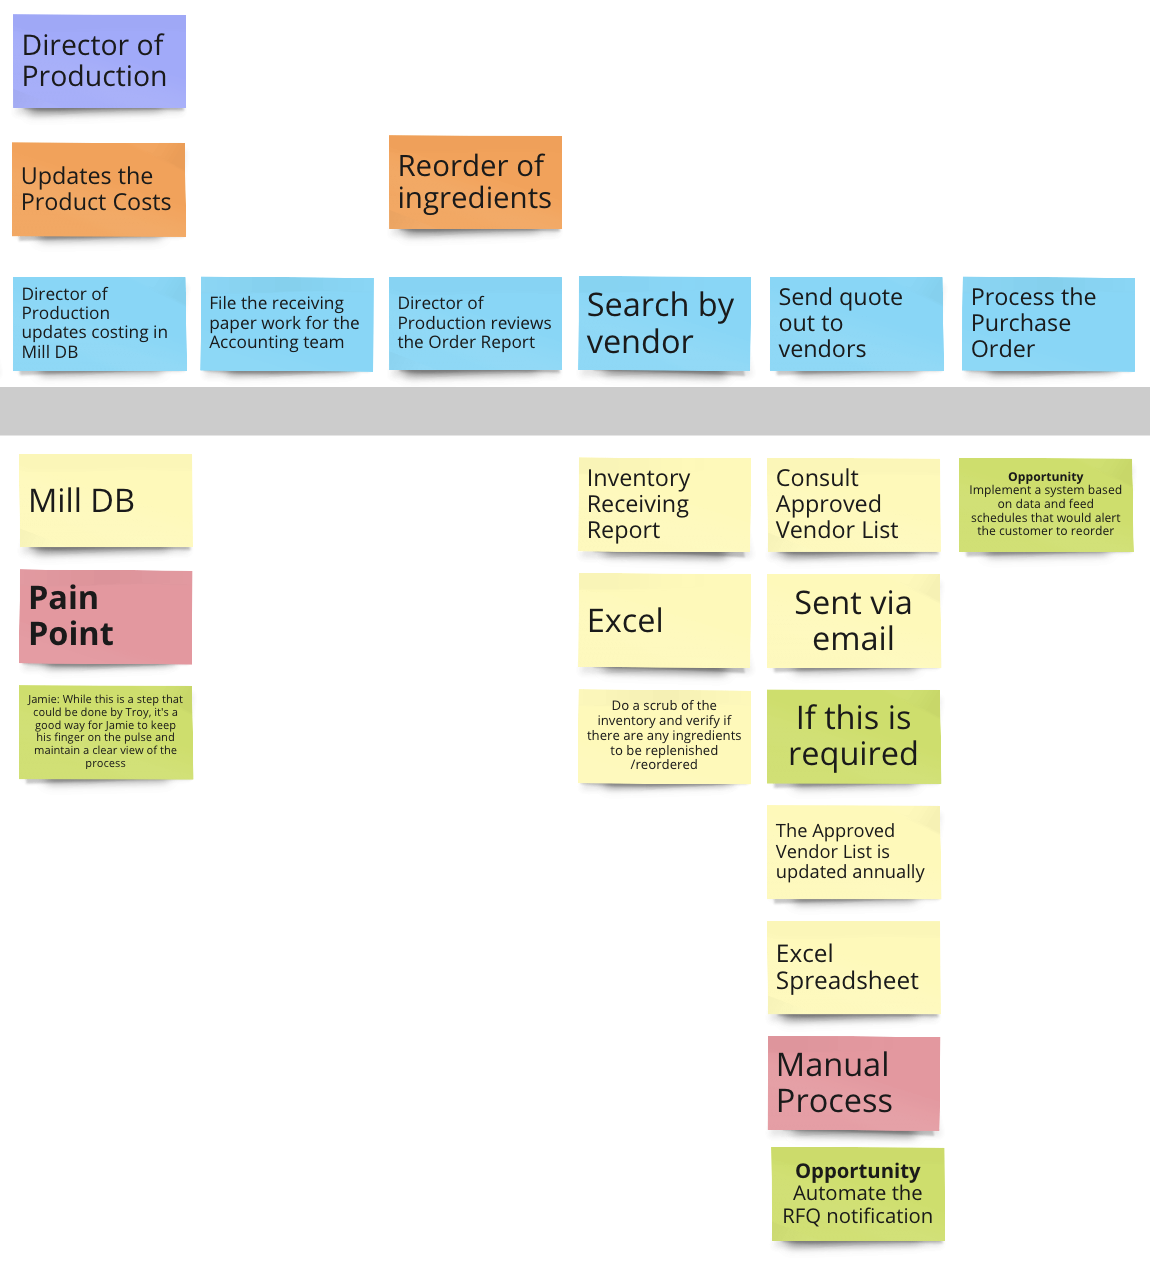 Director of
Production
Updates the
Product Costs
Reorder of
ingredients
Director of
Production
updates costing in
Mill DB
File the receiving
paper work for the
Accounting team
Director of
Production reviews
the Order Report
Search by
vendor
Send quote
out to
vendors
Process the
Purchase
Order
Mill DB
Pain
Point
Jamie: While this is a step that
could be done by Troy, it's a
good way for Jamie to keep
his finger on the pulse and
maintain a clear view of the
process
Inventory
Receiving
Report
Excel
Do a scrub of the
inventory and verify if
there are any ingredients
to be replenished
/reordered
Consult
Approved
Vendor List
Sent via
email
If this is
required
The Approved
Vendor List is
updated annually
Excel
Spreadsheet
Manual
Process
Opportunity
Automate the
RFQ notification
Opportunity
Implement a system based
on data and feed
schedules that would alert
the customer to reorder